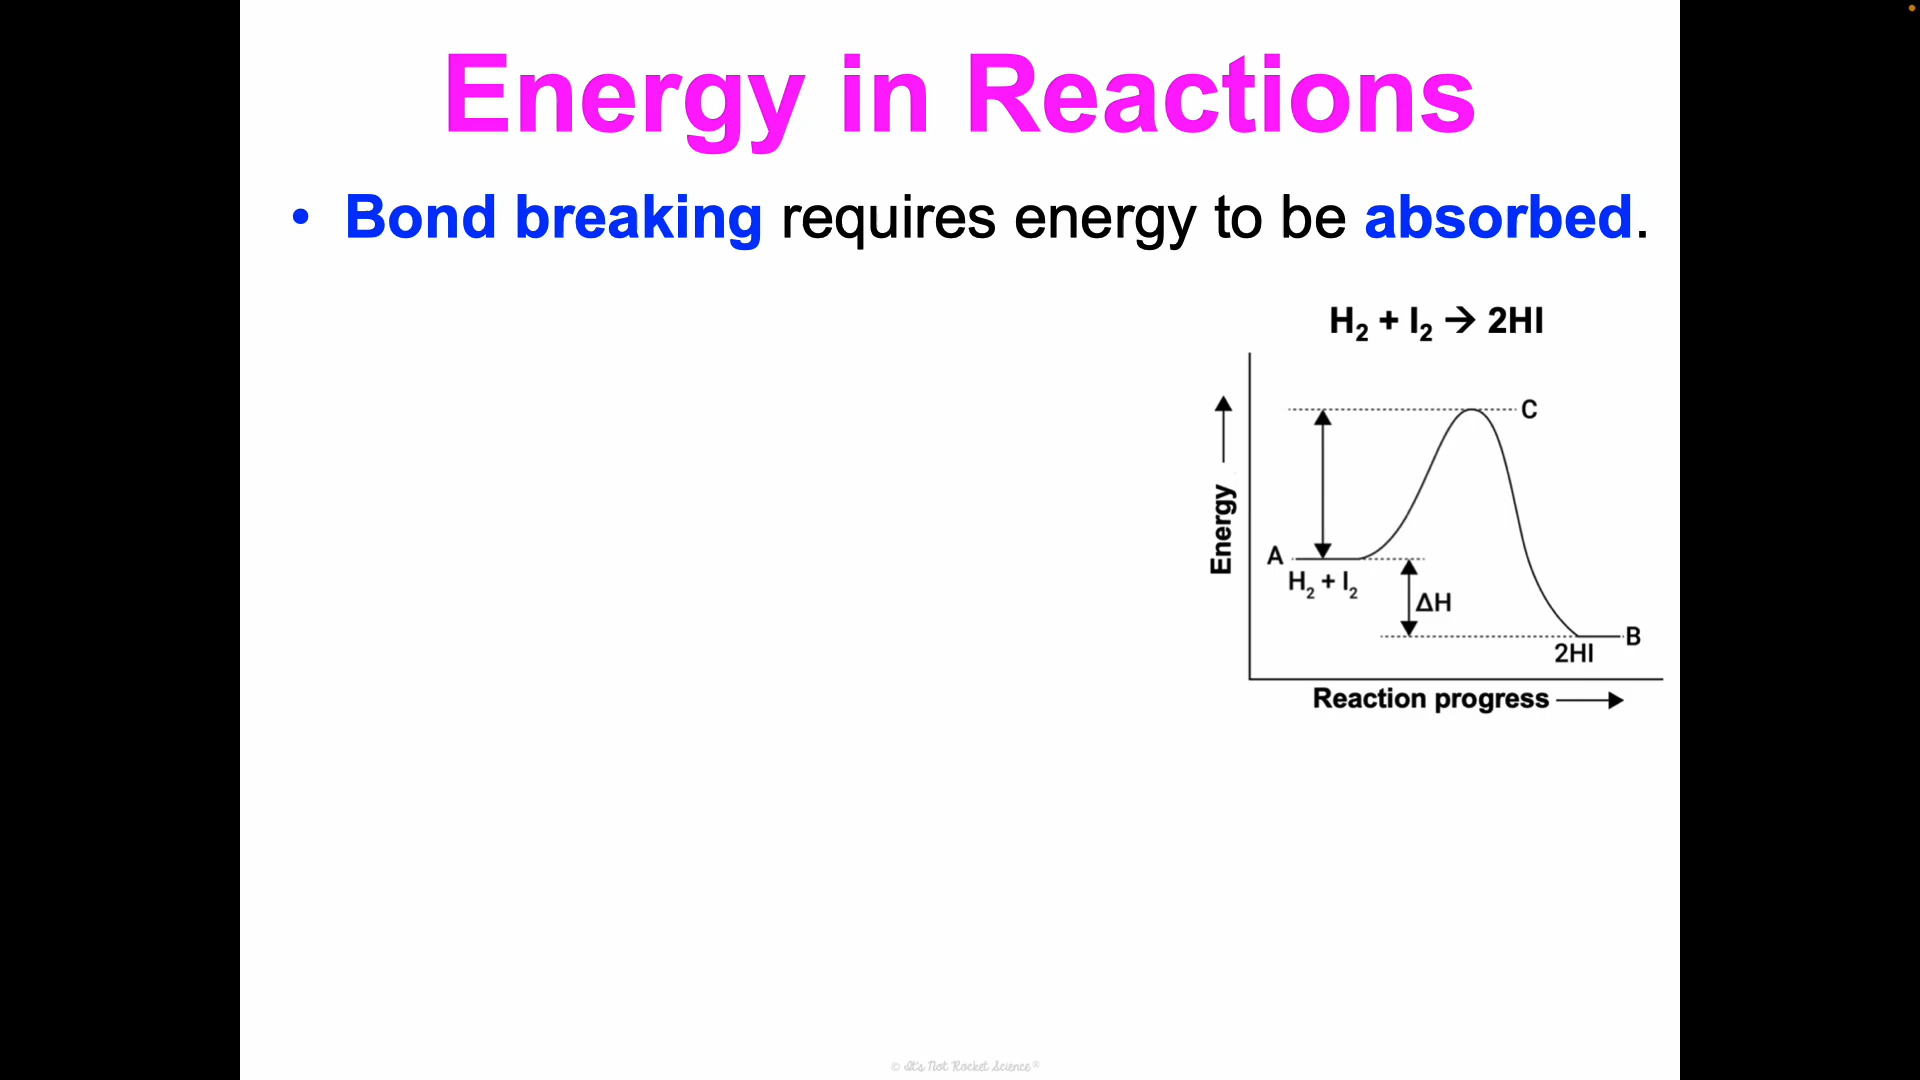 Energy in Reactions
• Bond breaking requires energy to be absorbed.
H₂ + I₂ → 2HI
C
Energy
A
H₂ + I₂
ΔH
B
2HI
Reaction progress
© It's Not Rocket Science®